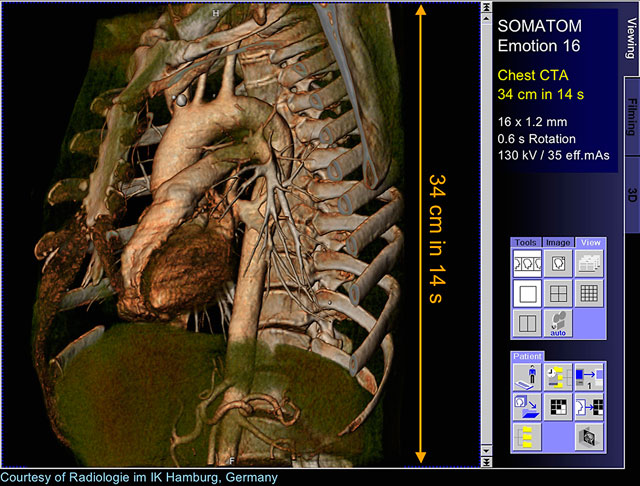 H
SOMATOM
Emotion 16
Chest CTA
34 cm in 14 s
16 x 1.2 mm
0.6 s Rotation
130 kV / 35 eff.mAs
Viewing
Filming
3D
34 cm in 14 s
Tools
Image
View
auto
Patient
1
F
Courtesy of Radiologie im IK Hamburg, Germany